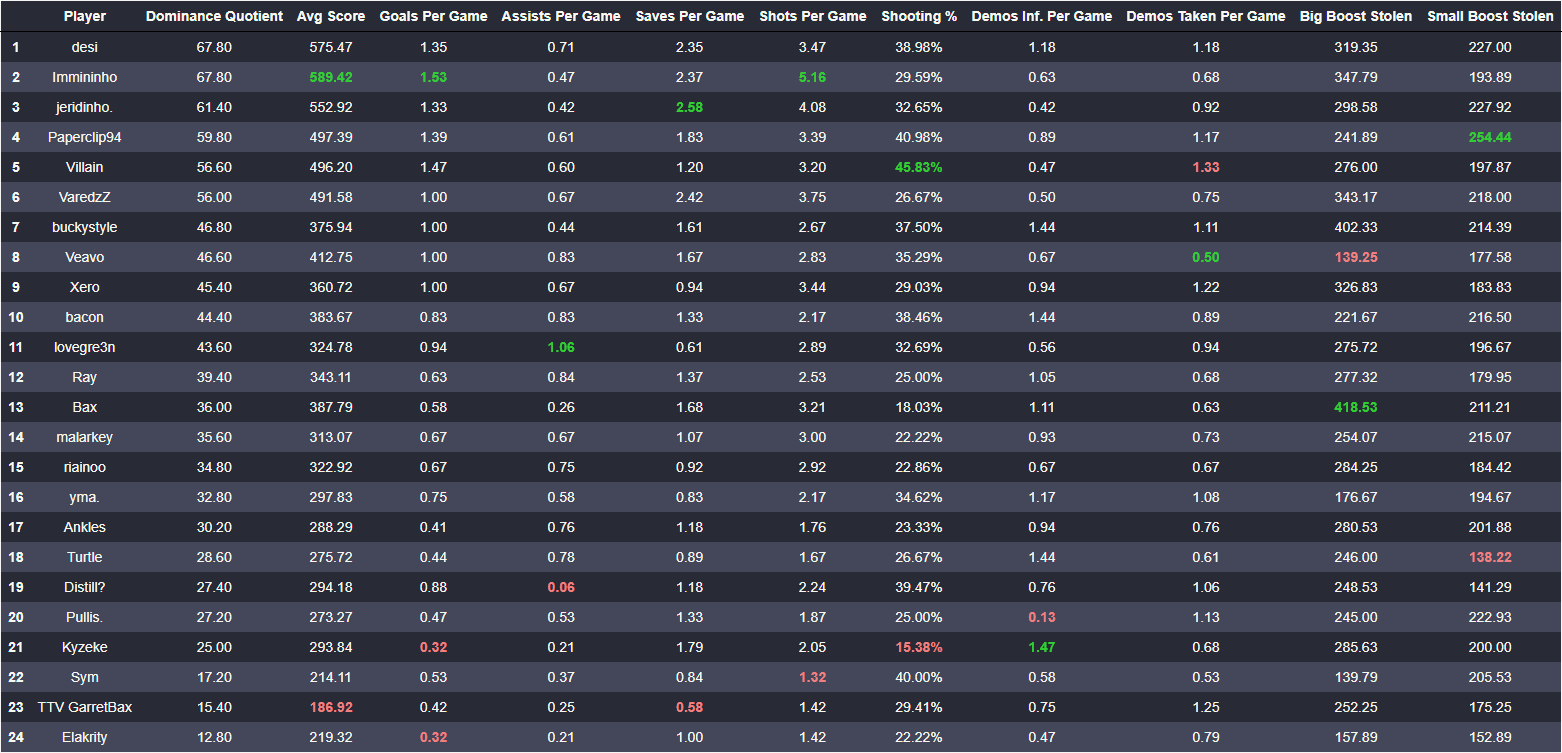 Player Dominance Quotient Avg Score Goals Per Game Assists Per Game Saves Per Game Shots Per Game Shooting % Demos Inf. Per Game Demos Taken Per Game Big Boost Stolen Small Boost Stolen
1 desi 67.80 575.47 1.35 0.71 2.35 3.47 38.98% 1.18 1.18 319.35 227.00
2 Immininho 67.80 589.42 1.53 0.47 2.37 5.16 29.59% 0.63 0.68 347.79 193.89
3 jeridinho. 61.40 552.92 1.33 0.42 2.58 4.08 32.65% 0.42 0.92 298.58 227.92
4 Paperclip94 59.80 497.39 1.39 0.61 1.83 3.39 40.98% 0.89 1.17 241.89 254.44
5 Villain 56.60 496.20 1.47 0.60 1.20 3.20 45.83% 0.47 1.33 276.00 197.87
6 VaredzZ 56.00 491.58 1.00 0.67 2.42 3.75 26.67% 0.50 0.75 343.17 218.00
7 buckystyle 46.80 375.94 1.00 0.44 1.61 2.67 37.50% 1.44 1.11 402.33 214.39
8 Veavo 46.60 412.75 1.00 0.83 1.67 2.83 35.29% 0.67 0.50 139.25 177.58
9 Xero 45.40 360.72 1.00 0.67 0.94 3.44 29.03% 0.94 1.22 326.83 183.83
10 bacon 44.40 383.67 0.83 0.83 1.33 2.17 38.46% 1.44 0.89 221.67 216.50
11 lovegre3n 43.60 324.78 0.94 1.06 0.61 2.89 32.69% 0.56 0.94 275.72 196.67
12 Ray 39.40 343.11 0.63 0.84 1.37 2.53 25.00% 1.05 0.68 277.32 179.95
13 Bax 36.00 387.79 0.58 0.26 1.68 3.21 18.03% 1.11 0.63 418.53 211.21
14 malarkey 35.60 313.07 0.67 0.67 1.07 3.00 22.22% 0.93 0.73 254.07 215.07
15 riainoo 34.80 322.92 0.67 0.75 0.92 2.92 22.86% 0.67 0.67 284.25 184.42
16 yma. 32.80 297.83 0.75 0.58 0.83 2.17 34.62% 1.17 1.08 176.67 194.67
17 Ankles 30.20 288.29 0.41 0.76 1.18 1.76 23.33% 0.94 0.76 280.53 201.88
18 Turtle 28.60 275.72 0.44 0.78 0.89 1.67 26.67% 1.44 0.61 246.00 138.22
19 Distill? 27.40 294.18 0.88 0.06 1.18 2.24 39.47% 0.76 1.06 248.53 141.29
20 Pullis. 27.20 273.27 0.47 0.53 1.33 1.87 25.00% 0.13 1.13 245.00 222.93
21 Kyzeke 25.00 293.84 0.32 0.21 1.79 2.05 15.38% 1.47 0.68 285.63 200.00
22 Sym 17.20 214.11 0.53 0.37 0.84 1.32 40.00% 0.58 0.53 139.79 205.53
23 TTV GarretBax 15.40 186.92 0.42 0.25 0.58 1.42 29.41% 0.75 1.25 252.25 175.25
24 Elakrity 12.80 219.32 0.32 0.21 1.00 1.42 22.22% 0.47 0.79 157.89 152.89